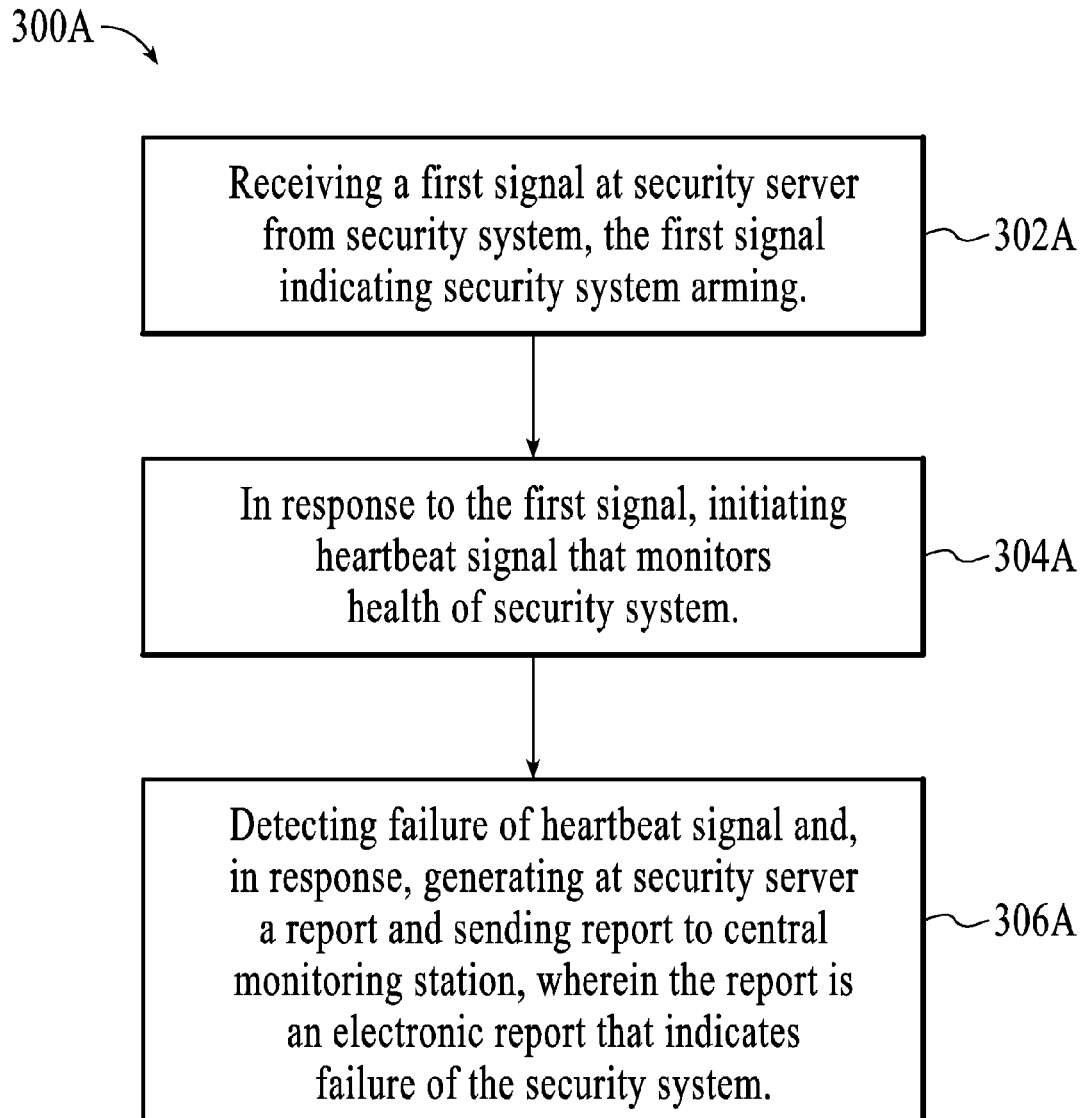 300A
Receiving a first signal at security server
from security system, the first signal
indicating security system arming.
302A
In response to the first signal, initiating
heartbeat signal that monitors
health of security system.
304A
Detecting failure of heartbeat signal and,
in response, generating at security server
a report and sending report to central
monitoring station, wherein the report is
an electronic report that indicates
failure of the security system.
306A